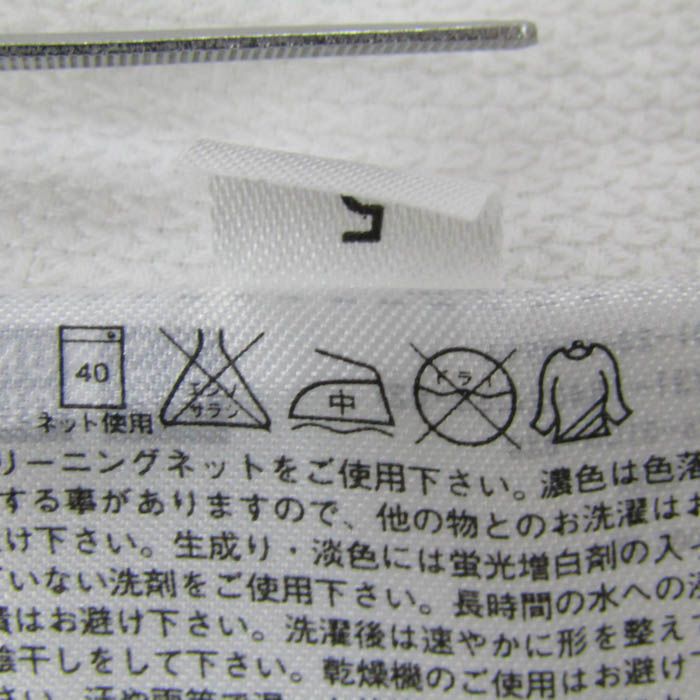 40
ネット使用
エンソ
サラシ
中
ドライ
リーニングネットをご使用下さい。濃色は色落
する事がありますので、他の物とのお洗濯はお
け下さい。生成り・淡色には蛍光増白剤の入っ
いない洗剤をご使用下さい。長時間の水への浸
はお避け下さい。洗濯後は速やかに形を整え
陰干しをして下さい。乾燥機のご使用はお避け